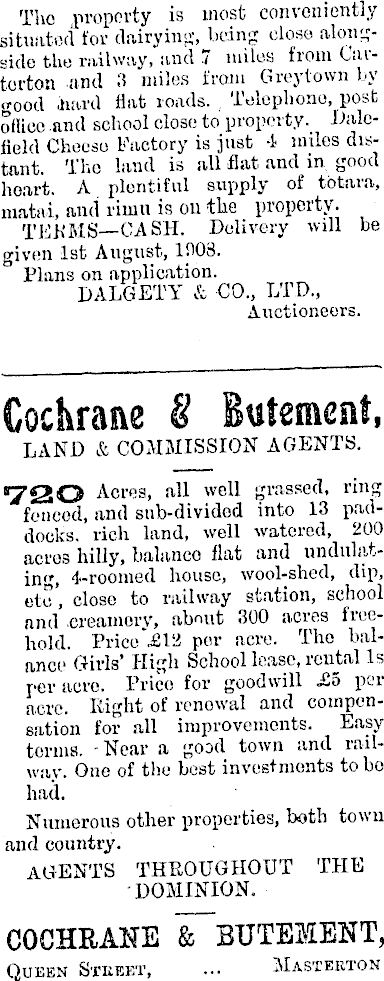 The property is most conveniently
situated for dairying, being close along-
side the railway, and 7 miles from Car-
terton and 3 miles from Greytown by
good hard flat roads. Telephone, post
office and school close to property. Dale-
field Cheese Factory is just 4 miles dis-
tant. The land is all flat and in good
heart. A plentiful supply of totara,
matai, and rimu is on the property.
TERMS—CASH. Delivery will be
given 1st August, 1908.
Plans on application.
DALGETY & CO., LTD.,
Auctioneers.
Cochrane & Butement,
LAND & COMMISSION AGENTS.
720 Acres, all well grassed, ring
fenced, and sub-divided into 13 pad-
docks. rich land, well watered, 200
acres hilly, balance flat and undulat-
ing, 4-roomed house, wool-shed, dip,
etc , close to railway station, school
and creamery, about 300 acres free-
hold. Price £12 per acre. The bal-
ance Girls' High School lease, rental 1s
per acre. Price for goodwill £5 per
acre. Right of renewal and compen-
sation for all improvements. Easy
terms. Near a good town and rail-
way. One of the best investments to be
had.
Numerous other properties, both town
and country.
AGENTS THROUGHOUT THE
DOMINION.
COCHRANE & BUTEMENT,
QUEEN STREET, ... MASTERTON